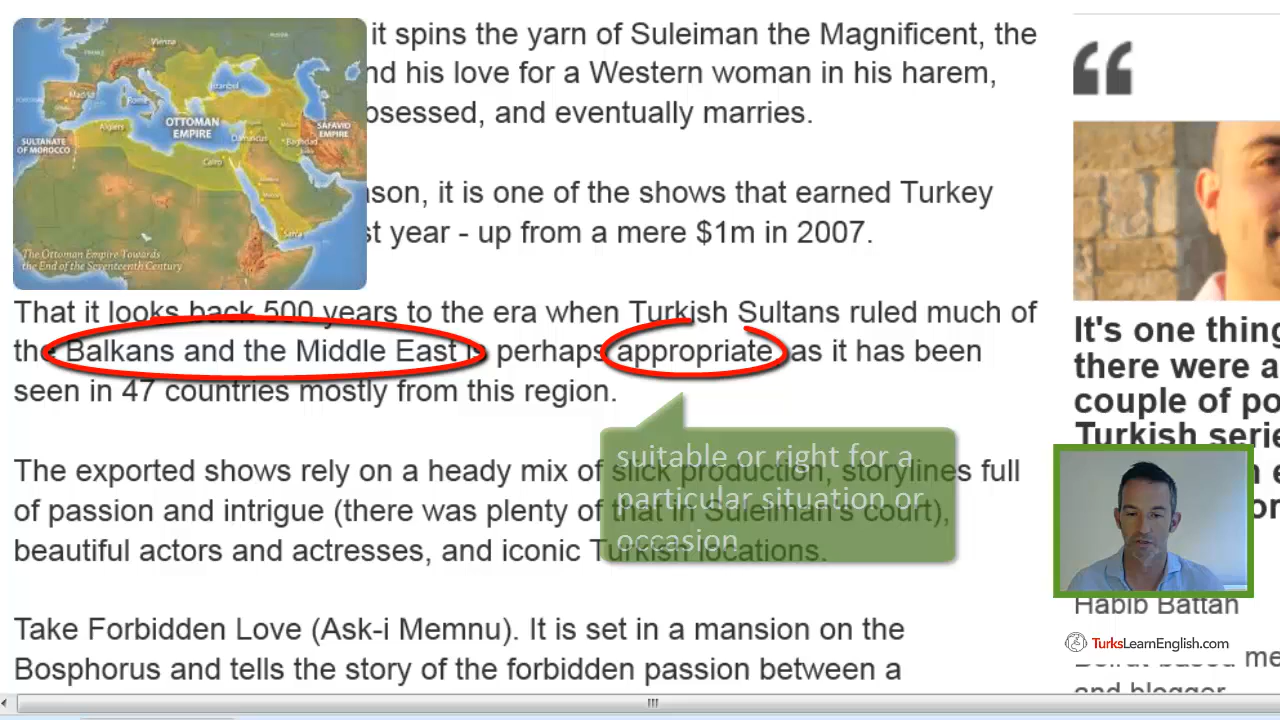 it spins the yarn of Suleiman the Magnificent, the
nd his love for a Western woman in his harem,
osessed, and eventually marries.
ason, it is one of the shows that earned Turkey
st year - up from a mere $1m in 2007.
Vienna
Madrid
Rome
Istanbul
Algiers
OTTOMAN
EMPIRE
SAFAVID
EMPIRE
SULTANATE
OF MOROCCO
Damascus
Baghdad
Cairo
The Ottoman Empire Towards
the End of the Seventeenth Century
That it looks back 500 years to the era when Turkish Sultans ruled much of
the Balkans and the Middle East is perhaps appropriate as it has been
seen in 47 countries mostly from this region.
suitable or right for a
particular situation or
occasion
The exported shows rely on a heady mix of slick production, storylines full
of passion and intrigue (there was plenty of that in Suleiman's court),
beautiful actors and actresses, and iconic Turkish locations.
Take Forbidden Love (Ask-i Memnu). It is set in a mansion on the
Bosphorus and tells the story of the forbidden passion between a
“
It's one thing
there were a
couple of po
Turkish serie
Habib Battah
TurksLearnEnglish.com
Beirut-based me
and blogger